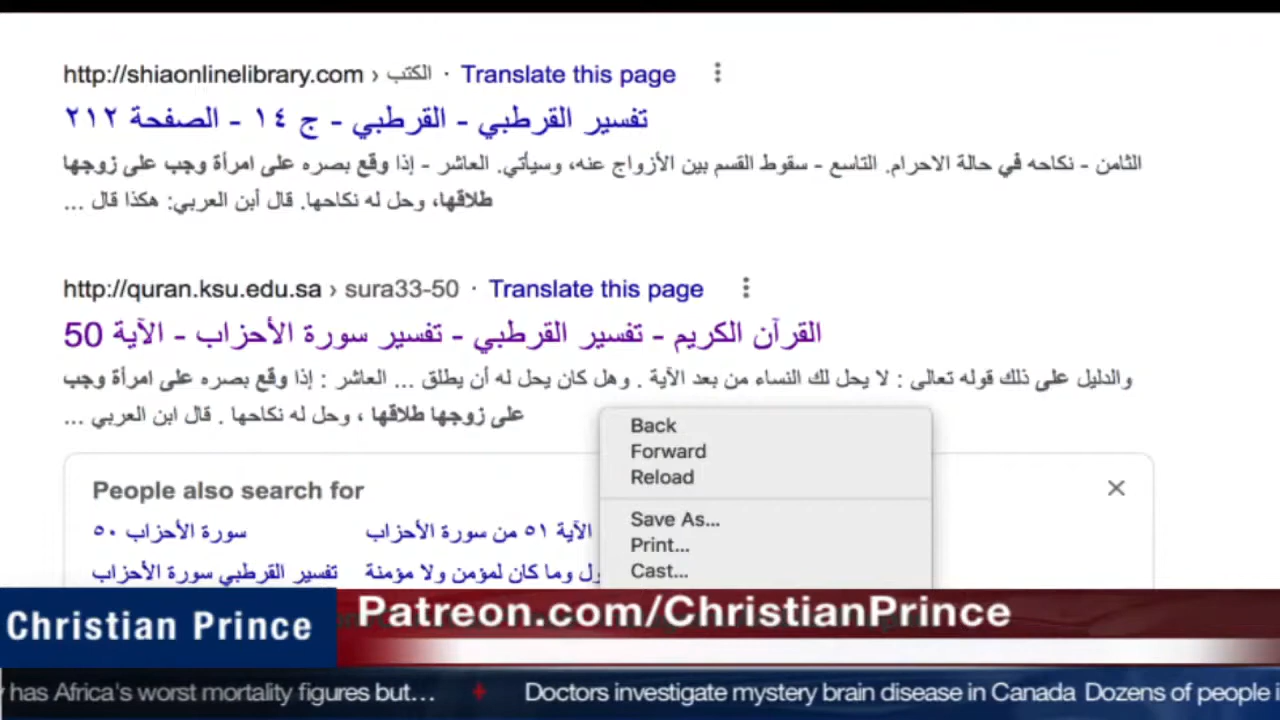 http://shiaonlinelibrary.com › الكتب · Translate this page
تفسير القرطبي - القرطبي - ج ١٤ - الصفحة ٢١٢
الثامن - نكاحه في حالة الاحرام. التاسع - سقوط القسم بين الأزواج عنه، وسيأتي. العاشر - إذا وقع بصره على امرأة وجب على زوجها
طلاقها، وحل له نكاحها. قال أبن العربي: هكذا قال ...
http://quran.ksu.edu.sa › sura33-50 · Translate this page
القرآن الكريم - تفسير القرطبي - تفسير سورة الأحزاب - الآية 50
والدليل على ذلك قوله تعالى : لا يحل لك النساء من بعد الآية . وهل كان يحل له أن يطلق ... العاشر : إذا وقع بصره على امرأة وجب
على زوجها طلاقها ، وحل له نكاحها . قال ابن العربي ...
Back
Forward
Reload
Save As...
Print...
Cast...
People also search for
سورة الأحزاب ٥٠
الآية ٥١ من سورة الأحزاب
تفسير القرطبي سورة الأحزاب
وما كان لمؤمن ولا مؤمنة
Christian Prince
Patreon.com/ChristianPrince
has Africa's worst mortality figures but... Doctors investigate mystery brain disease in Canada Dozens of people